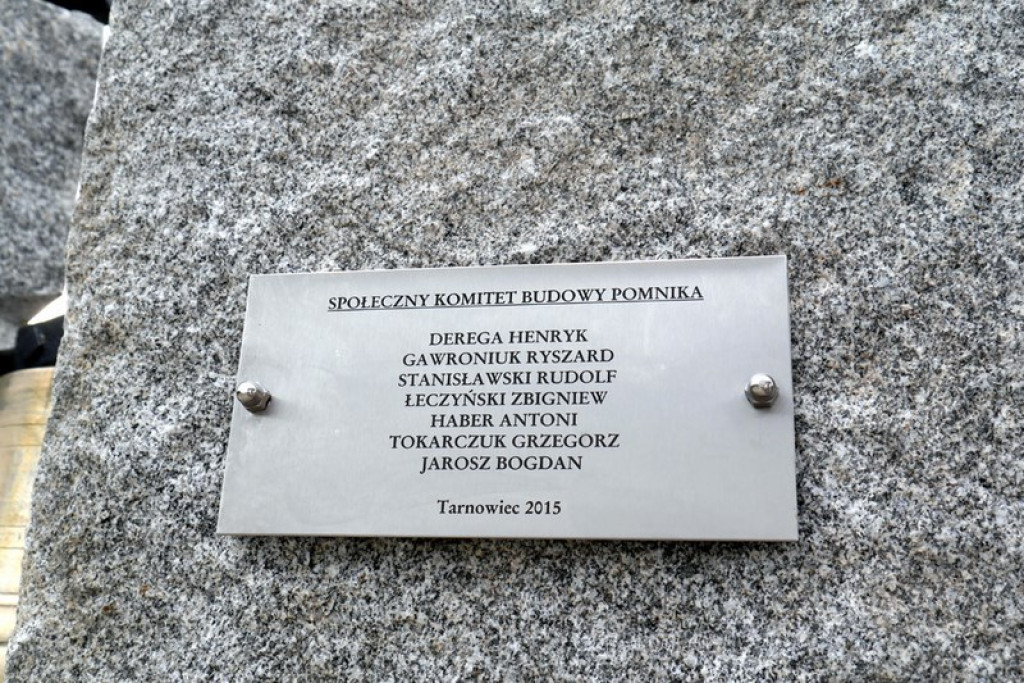 SPOŁECZNY KOMITET BUDOWY POMNIKA
DEREGA HENRYK
GAWRONIUK RYSZARD
STANISŁAWSKI RUDOLF
ŁECZYŃSKI ZBIGNIEW
HABER ANTONI
TOKARCZUK GRZEGORZ
JAROSZ BOGDAN
Tarnowiec 2015